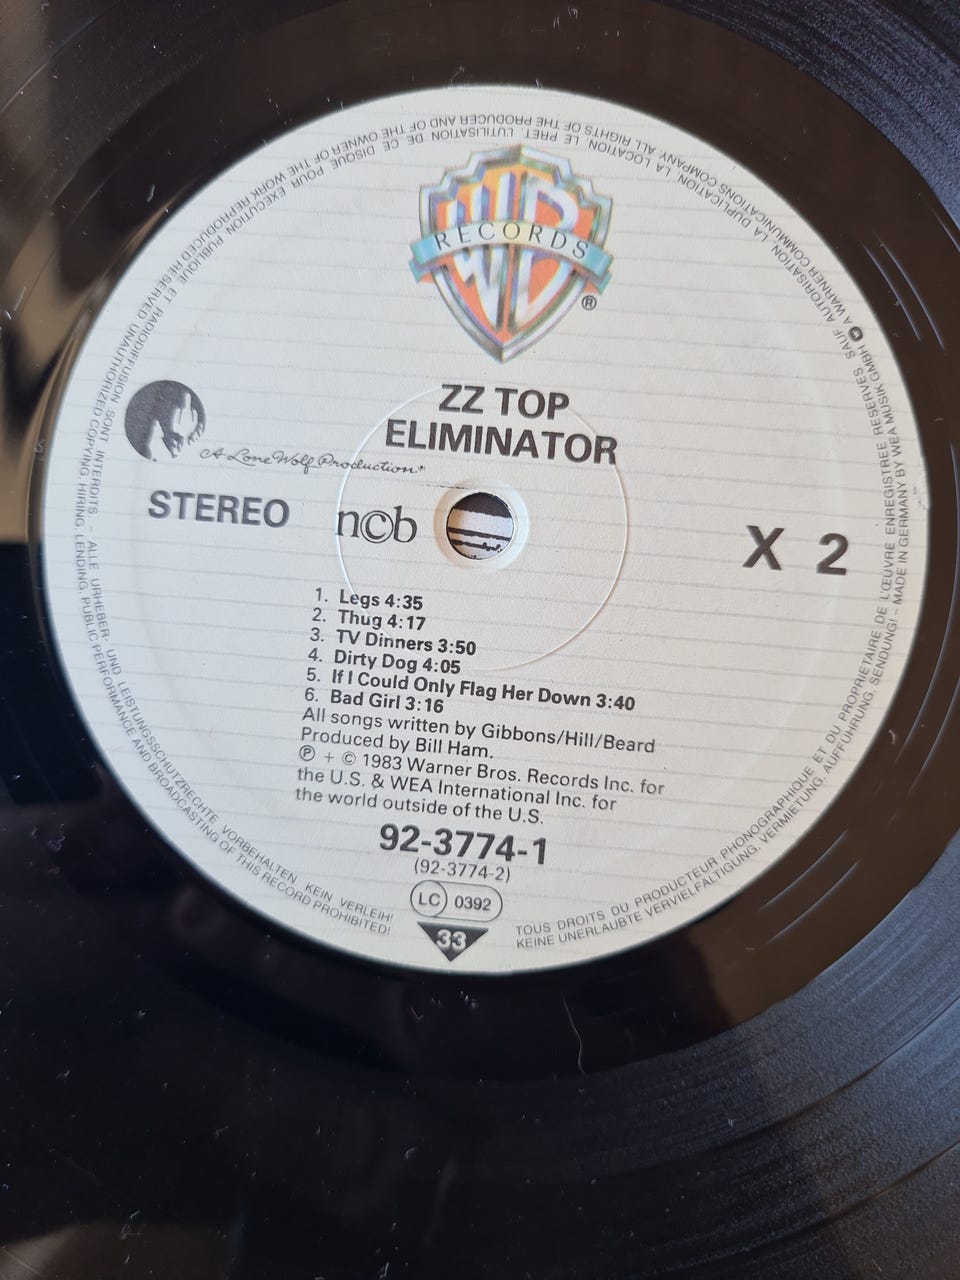 WB
RECORDS
®
ZZ TOP
ELIMINATOR
A Lone Wolf Production
STEREO
n©b
X 2
1. Legs 4:35
2. Thug 4:17
3. TV Dinners 3:50
4. Dirty Dog 4:05
5. If I Could Only Flag Her Down 3:40
6. Bad Girl 3:16
All songs written by Gibbons/Hill/Beard
Produced by Bill Ham.
℗ + © 1983 Warner Bros. Records Inc. for
the U.S. & WEA International Inc. for
the world outside of the U.S.
92-3774-1
(92-3774-2)
LC 0392
33
TOUS DROITS DU PRODUCTEUR PHONOGRAPHIQUE ET DU PROPRIETAIRE DE L'ŒUVRE ENREGISTREE RESERVES SAUF AUTORISATION, LA DUPLICATION, LA LOCATION, LE PRET, L'UTILISATION DE CE DISQUE POUR EXECUTION PUBLIQUE ET RADIODIFFUSION SONT INTERDITS. – ALLE URHEBER- UND LEISTUNGSSCHUTZRECHTE VORBEHALTEN. KEIN VERLEIH!
KEINE UNERLAUBTE VERVIELFÄLTIGUNG, VERMIETUNG, AUFFÜHRUNG, SENDUNG! – MADE IN GERMANY BY WEA MUSIK GMBH A WARNER COMMUNICATIONS COMPANY. ALL RIGHTS OF THE PRODUCER AND OF THE OWNER OF THE WORK REPRODUCED RESERVED UNAUTHORIZED COPYING, HIRING, LENDING, PUBLIC PERFORMANCE AND BROADCASTING OF THIS RECORD PROHIBITED!